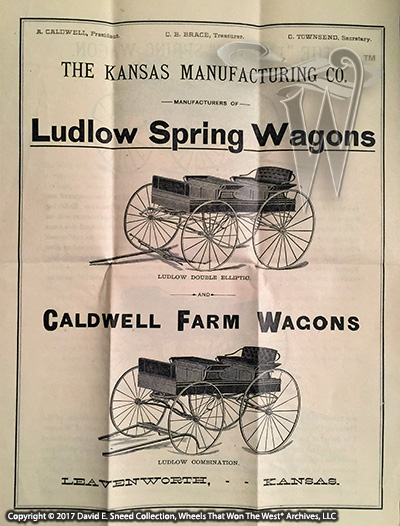 A. CALDWELL, President.    C. B. BRACE, Treasurer.    C. TOWNSEND, Secretary.
THE KANSAS MANUFACTURING CO.
MANUFACTURERS OF
Ludlow Spring Wagons
W TM
LUDLOW DOUBLE ELLIPTIC.
AND
CALDWELL FARM WAGONS
LUDLOW COMBINATION.
LEAVENWORTH, - - KANSAS.
Copyright © 2017 David E. Sneed Collection, Wheels That Won The West® Archives, LLC